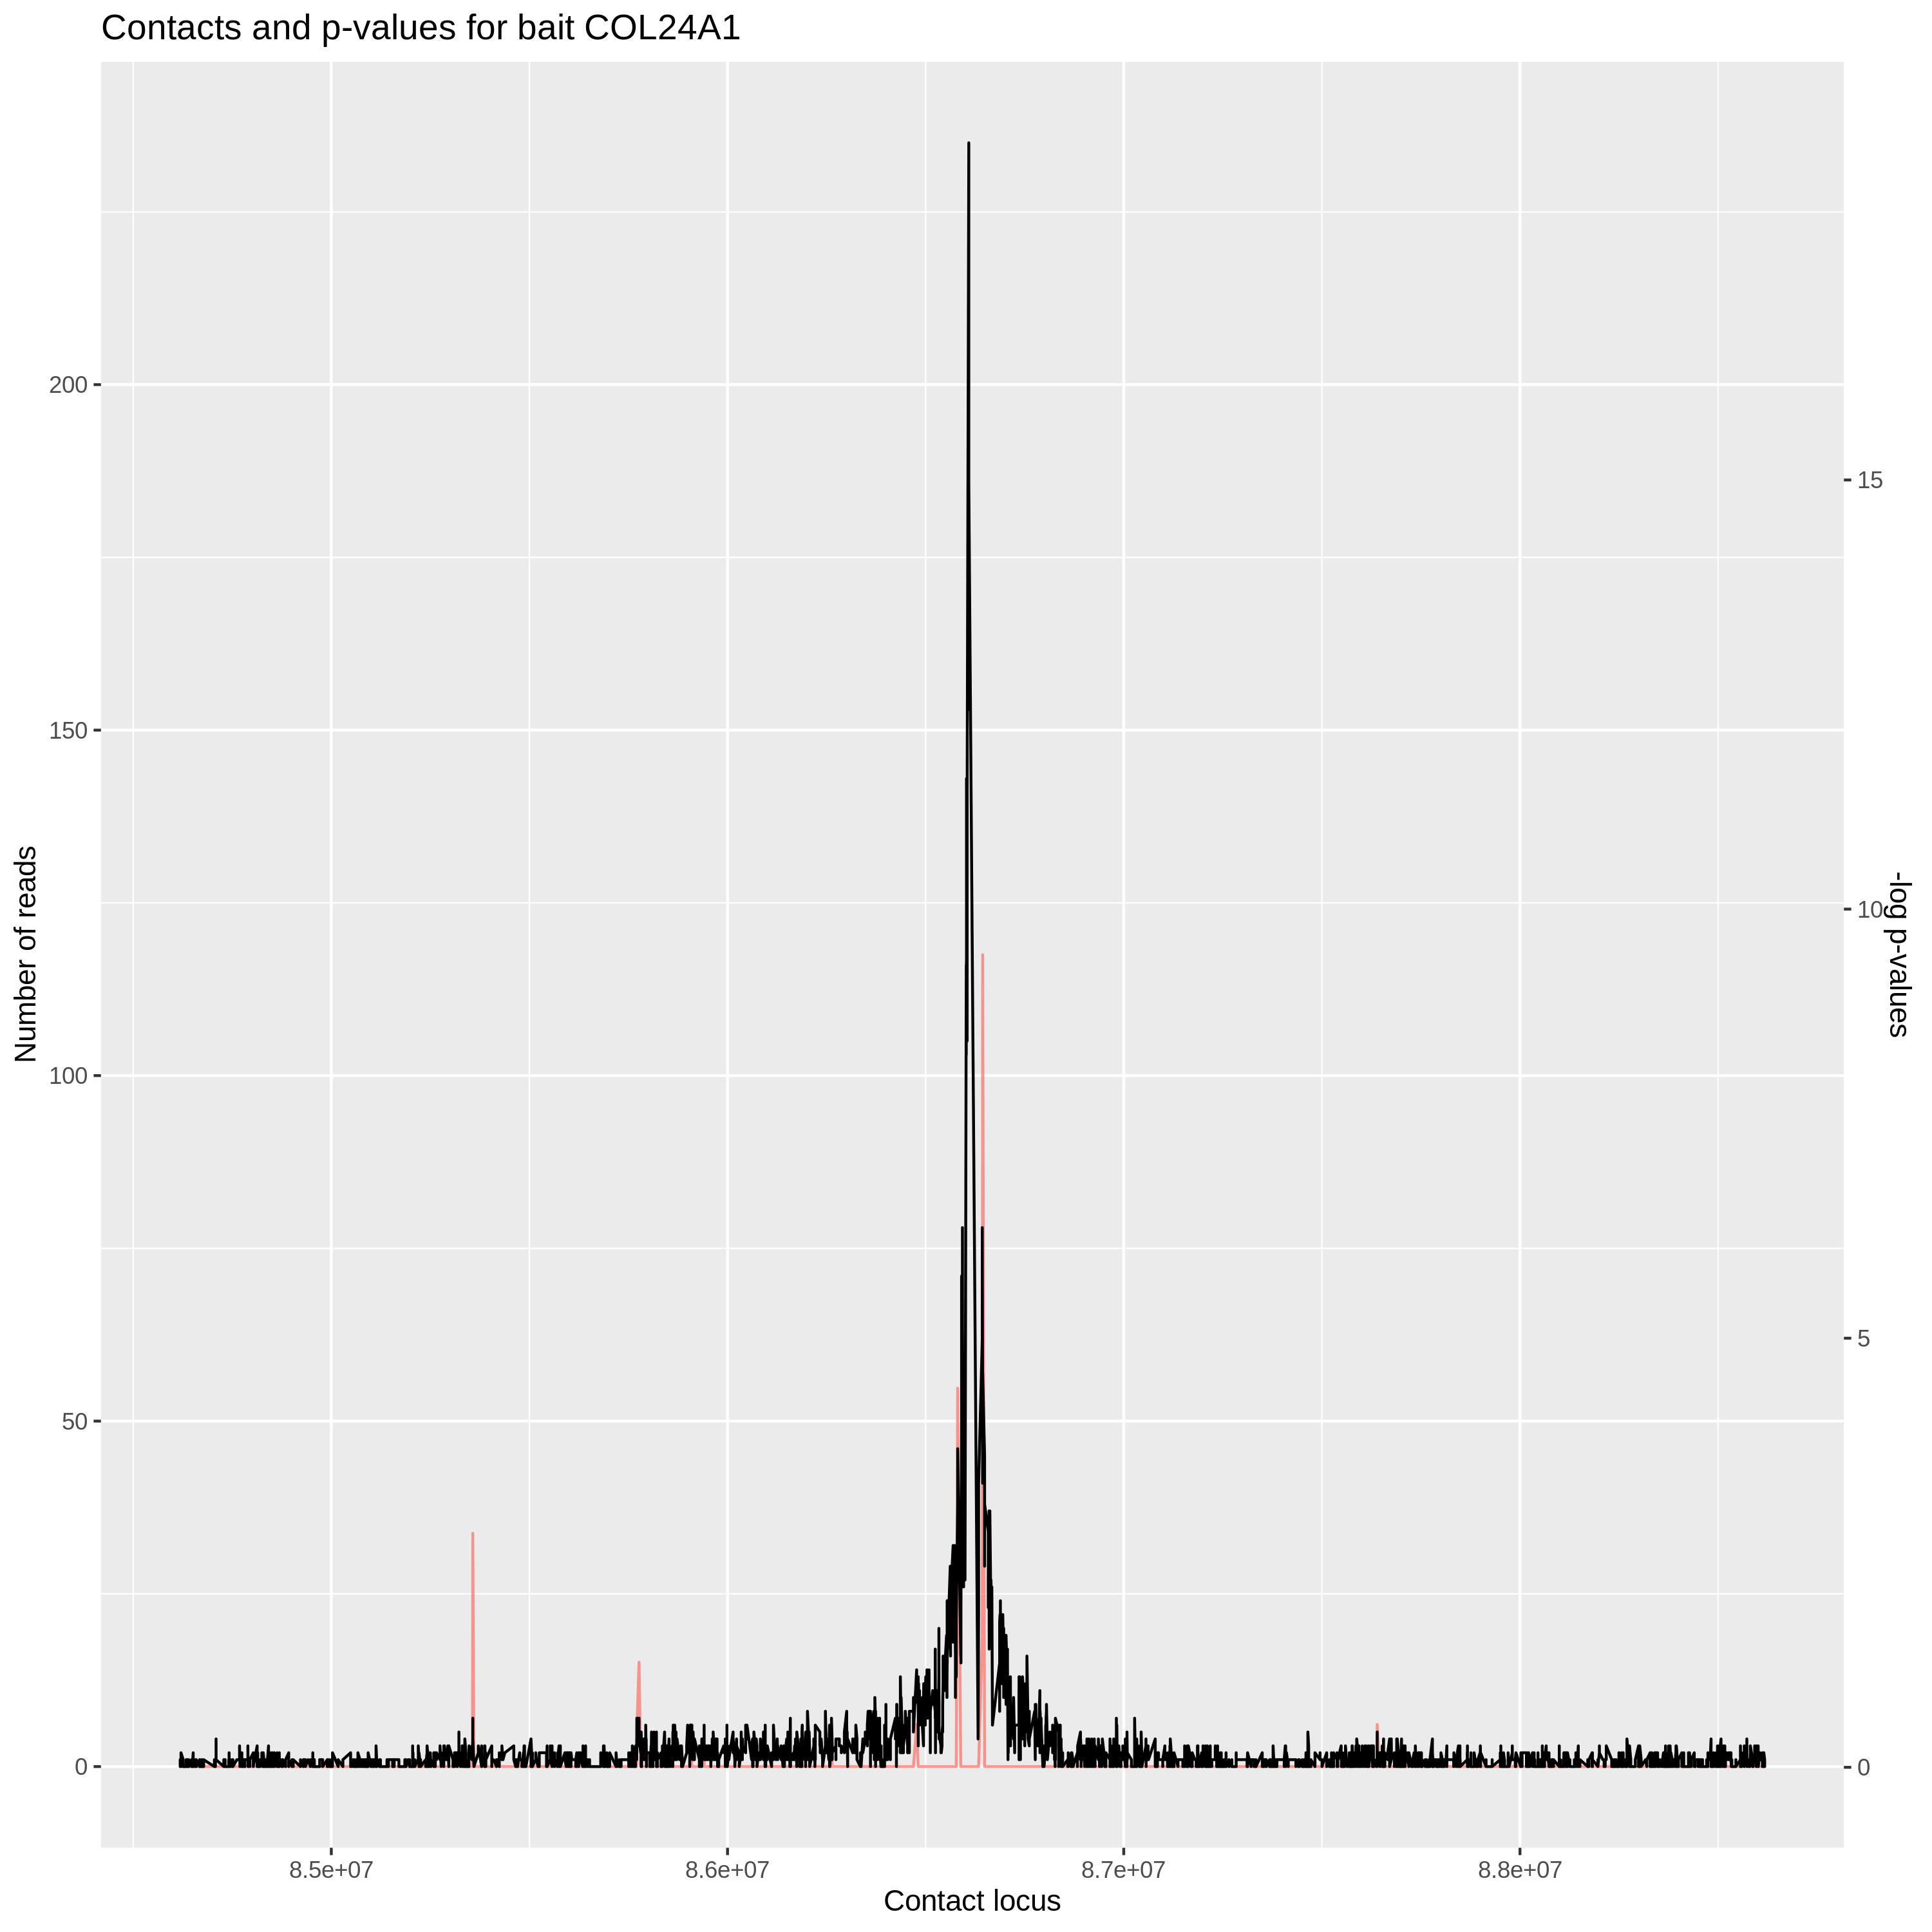 Contacts and p-values for bait COL24A1
200
150
100
50
0
Number of reads
15
10
5
0
-log p-values
8.5e+07
8.6e+07
8.7e+07
8.8e+07
Contact locus